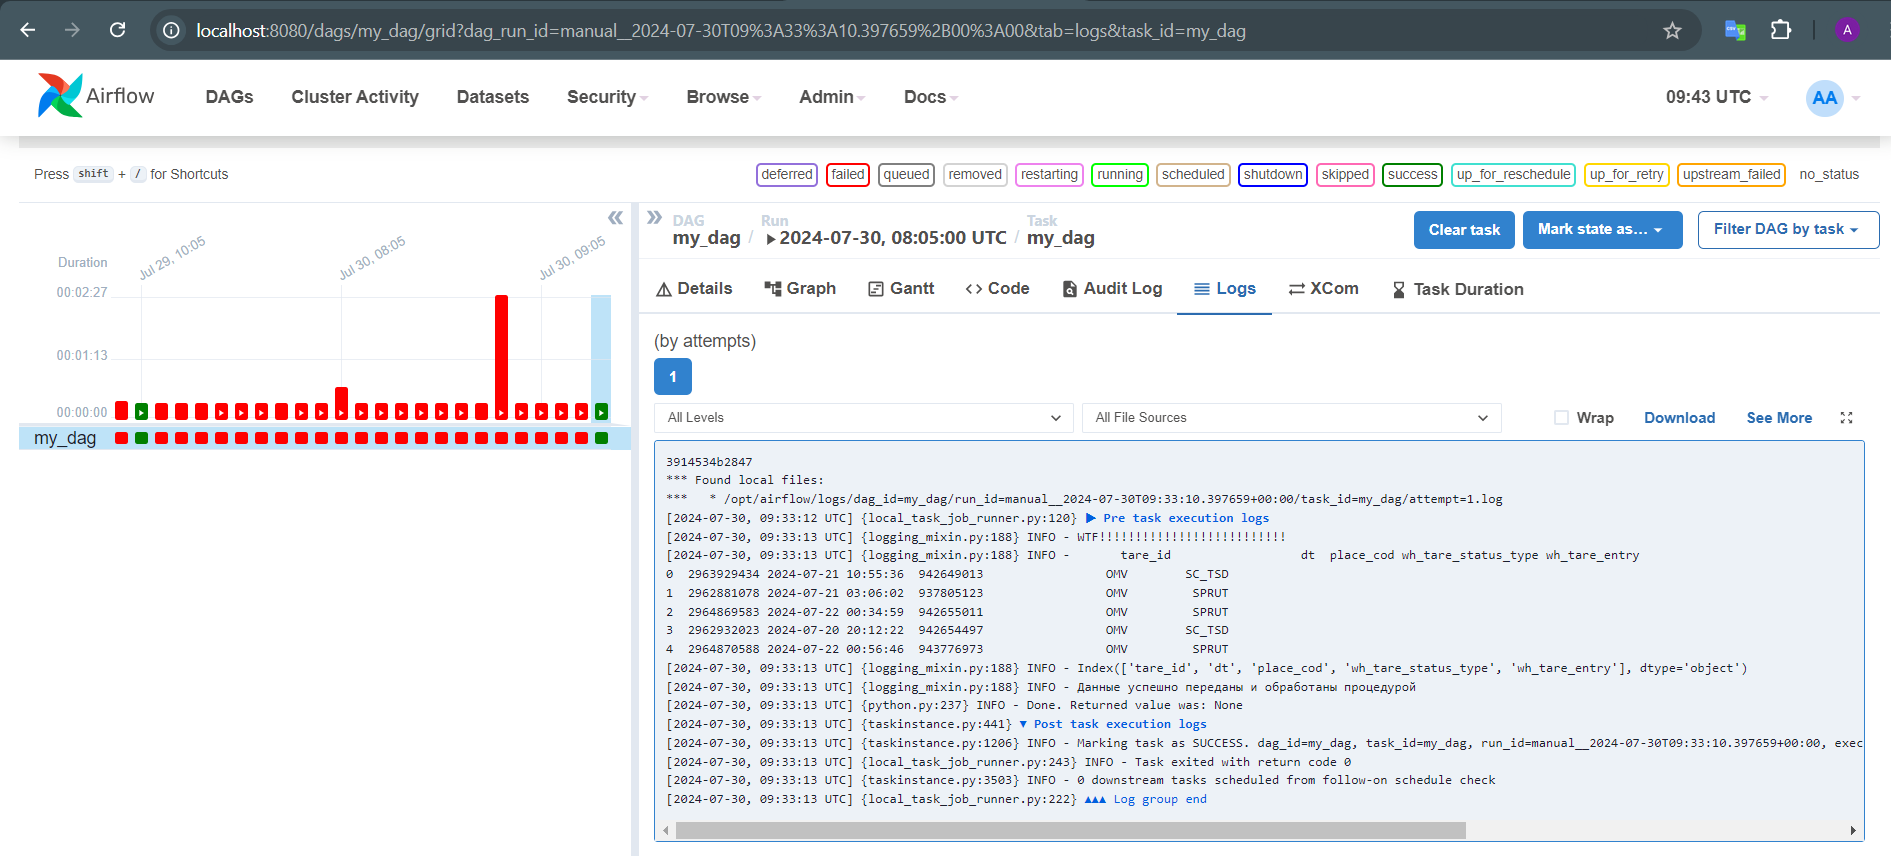 localhost:8080/dags/my_dag/grid?dag_run_id=manual__2024-07-30T09%3A33%3A10.397659%2B00%3A00&tab=logs&task_id=my_dag
A
Airflow DAGs Cluster Activity Datasets Security Browse Admin Docs 09:43 UTC AA
Press shift + / for Shortcuts
deferred failed queued removed restarting running scheduled shutdown skipped success up_for_reschedule up_for_retry upstream_failed no_status
Duration
00:02:27
00:01:13
00:00:00
Jul 29, 10:05
Jul 30, 08:05
Jul 30, 09:05
my_dag
DAG
my_dag
/
Run
2024-07-30, 08:05:00 UTC
/
Task
my_dag
Clear task
Mark state as…
Filter DAG by task
Details Graph Gantt Code Audit Log Logs XCom Task Duration
(by attempts)
1
All Levels
All File Sources
Wrap
Download
See More
3914534b2847
*** Found local files:
***   * /opt/airflow/logs/dag_id=my_dag/run_id=manual__2024-07-30T09:33:10.397659+00:00/task_id=my_dag/attempt=1.log
[2024-07-30, 09:33:12 UTC] {local_task_job_runner.py:120} ▶ Pre task execution logs
[2024-07-30, 09:33:13 UTC] {logging_mixin.py:188} INFO - WTF!!!!!!!!!!!!!!!!!!!!!!!!!!
[2024-07-30, 09:33:13 UTC] {logging_mixin.py:188} INFO -       tare_id                  dt  place_cod wh_tare_status_type wh_tare_entry
0  2963929434 2024-07-21 10:55:36  942649013                 OMV        SC_TSD
1  2962881078 2024-07-21 03:06:02  937805123                 OMV         SPRUT
2  2964869583 2024-07-22 00:34:59  942655011                 OMV         SPRUT
3  2962932023 2024-07-20 20:12:22  942654497                 OMV        SC_TSD
4  2964870588 2024-07-22 00:56:46  943776973                 OMV         SPRUT
[2024-07-30, 09:33:13 UTC] {logging_mixin.py:188} INFO - Index(['tare_id', 'dt', 'place_cod', 'wh_tare_status_type', 'wh_tare_entry'], dtype='object')
[2024-07-30, 09:33:13 UTC] {logging_mixin.py:188} INFO - Данные успешно переданы и обработаны процедурой
[2024-07-30, 09:33:13 UTC] {python.py:237} INFO - Done. Returned value was: None
[2024-07-30, 09:33:13 UTC] {taskinstance.py:441} ▼ Post task execution logs
[2024-07-30, 09:33:13 UTC] {taskinstance.py:1206} INFO - Marking task as SUCCESS. dag_id=my_dag, task_id=my_dag, run_id=manual__2024-07-30T09:33:10.397659+00:00, exec
[2024-07-30, 09:33:13 UTC] {local_task_job_runner.py:243} INFO - Task exited with return code 0
[2024-07-30, 09:33:13 UTC] {taskinstance.py:3503} INFO - 0 downstream tasks scheduled from follow-on schedule check
[2024-07-30, 09:33:13 UTC] {local_task_job_runner.py:222} ▲▲▲ Log group end